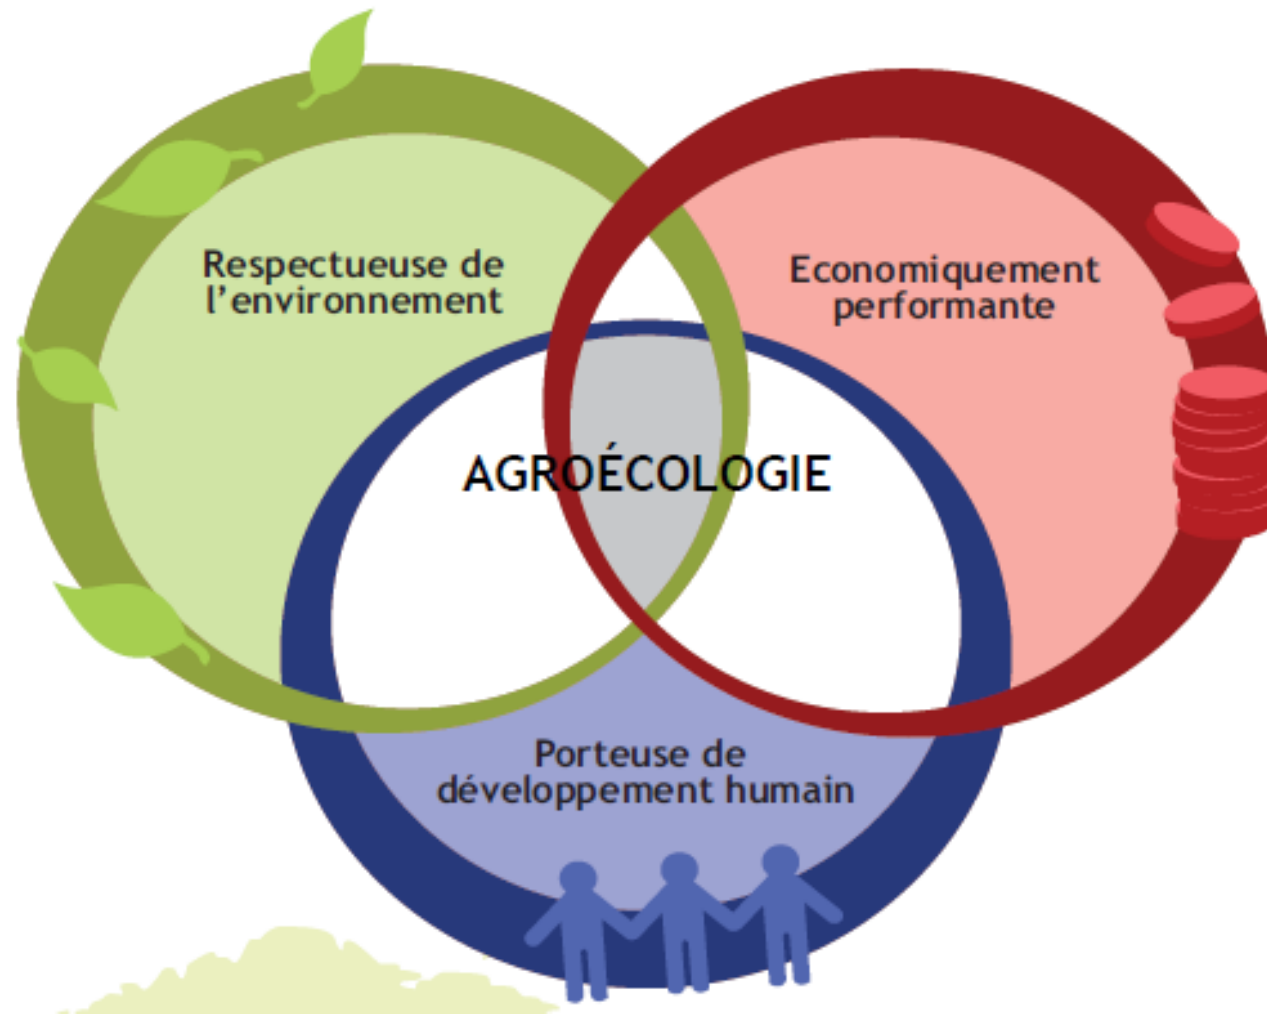 Respectueuse de
l’environnement
Economiquement
performante
AGROÉCOLOGIE
Porteuse de
développement humain